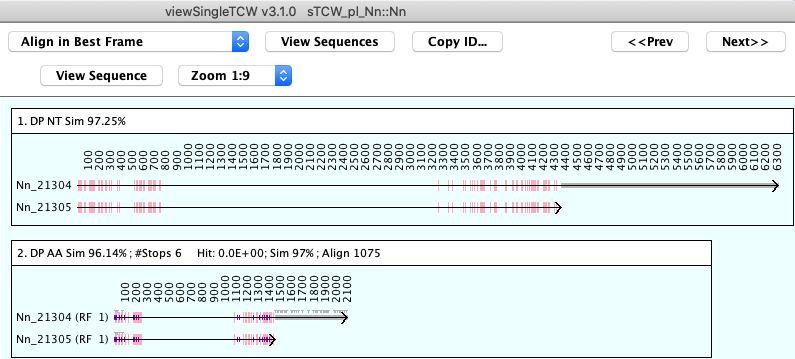 viewSingleTCW v3.1.0 sTCW_pl_Nn::Nn
Align in Best Frame View Sequences Copy ID... <<Prev Next>>
View Sequence Zoom 1:9
1. DP NT Sim 97.25%
100 200 300 400 500 600 700 800 900 1000 1100 1200 1300 1400 1500 1600 1700 1800 1900 2000 2100 2200 2300 2400 2500 2600 2700 2800 2900 3000 3100 3200 3300 3400 3500 3600 3700 3800 3900 4000 4100 4200 4300 4400 4500 4600 4700 4800 4900 5000 5100 5200 5300 5400 5500 5600 5700 5800 5900 6000 6100 6200 6300
Nn_21304
Nn_21305
2. DP AA Sim 96.14%; #Stops 6 Hit: 0.0E+00; Sim 97% ; Align 1075
100 200 300 400 500 600 700 800 900 1000 1100 1200 1300 1400 1500 1600 1700 1800 1900 2000 2100
Nn_21304 (RF 1)
Nn_21305 (RF 1)